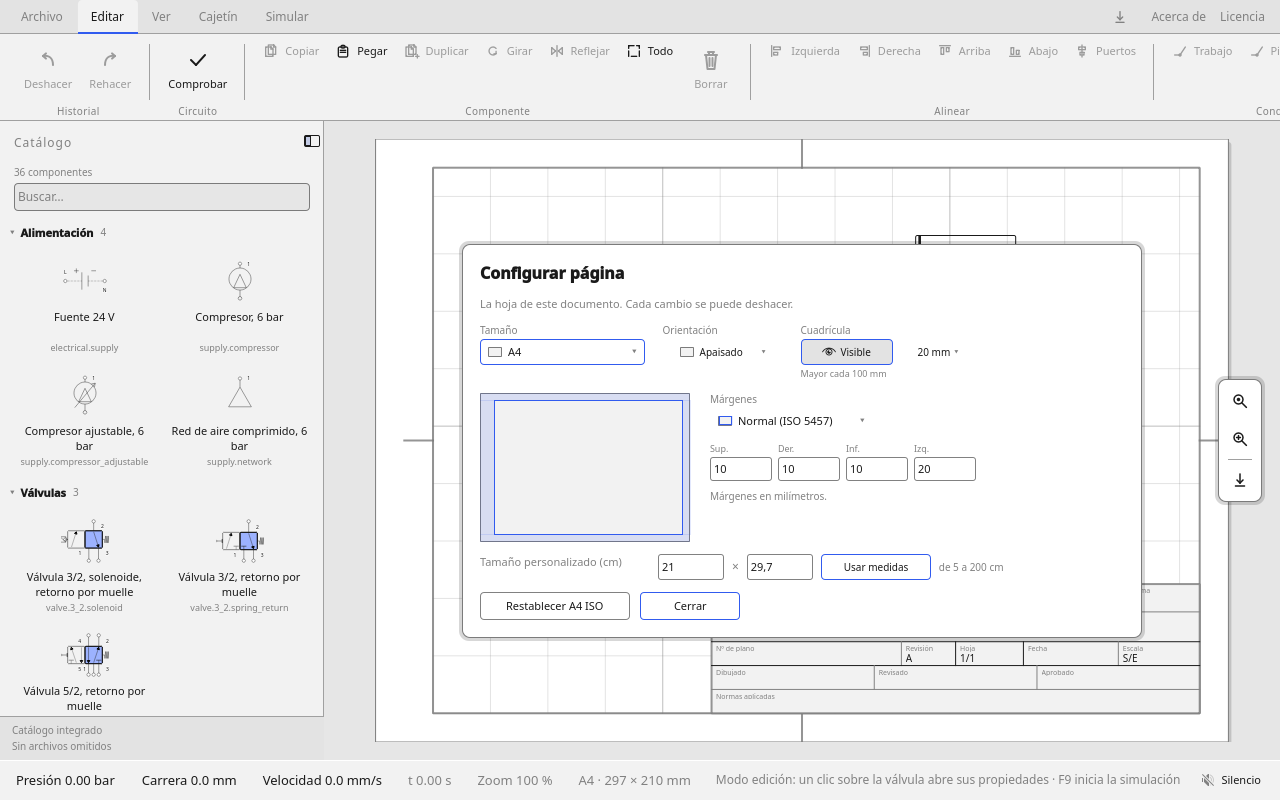 Archivo Editar Ver Cajetín Simular Acerca de Licencia
Copiar Pegar Duplicar Girar Reflejar Todo Izquierda Derecha Arriba Abajo Puertos Trabajo
Deshacer Rehacer Comprobar Borrar
Historial Circuito Componente Alinear
Catálogo
36 componentes
Buscar...
Alimentación 4
Fuente 24 V
electrical.supply
Compresor, 6 bar
supply.compressor
Compresor ajustable, 6 bar
supply.compressor_adjustable
Red de aire comprimido, 6 bar
supply.network
Válvulas 3
Válvula 3/2, solenoide, retorno por muelle
valve.3_2.solenoid
Válvula 3/2, retorno por muelle
valve.3_2.spring_return
Válvula 5/2, retorno por muelle
Catálogo integrado
Sin archivos omitidos
Configurar página
La hoja de este documento. Cada cambio se puede deshacer.
Tamaño Orientación Cuadrícula
A4 Apaisado Visible 20 mm
Mayor cada 100 mm
Márgenes
Normal (ISO 5457)
Sup. Der. Inf. Izq.
10 10 10 20
Márgenes en milímetros.
Tamaño personalizado (cm) 21 × 29,7 Usar medidas de 5 a 200 cm
Restablecer A4 ISO Cerrar
Nº de plano Revisión Hoja Fecha Escala
A 1/1 S/E
Dibujado Revisado Aprobado
Normas aplicadas
Presión 0.00 bar Carrera 0.0 mm Velocidad 0.0 mm/s t 0.00 s Zoom 100 % A4 · 297 × 210 mm Modo edición: un clic sobre la válvula abre sus propiedades · F9 inicia la simulación Silencio